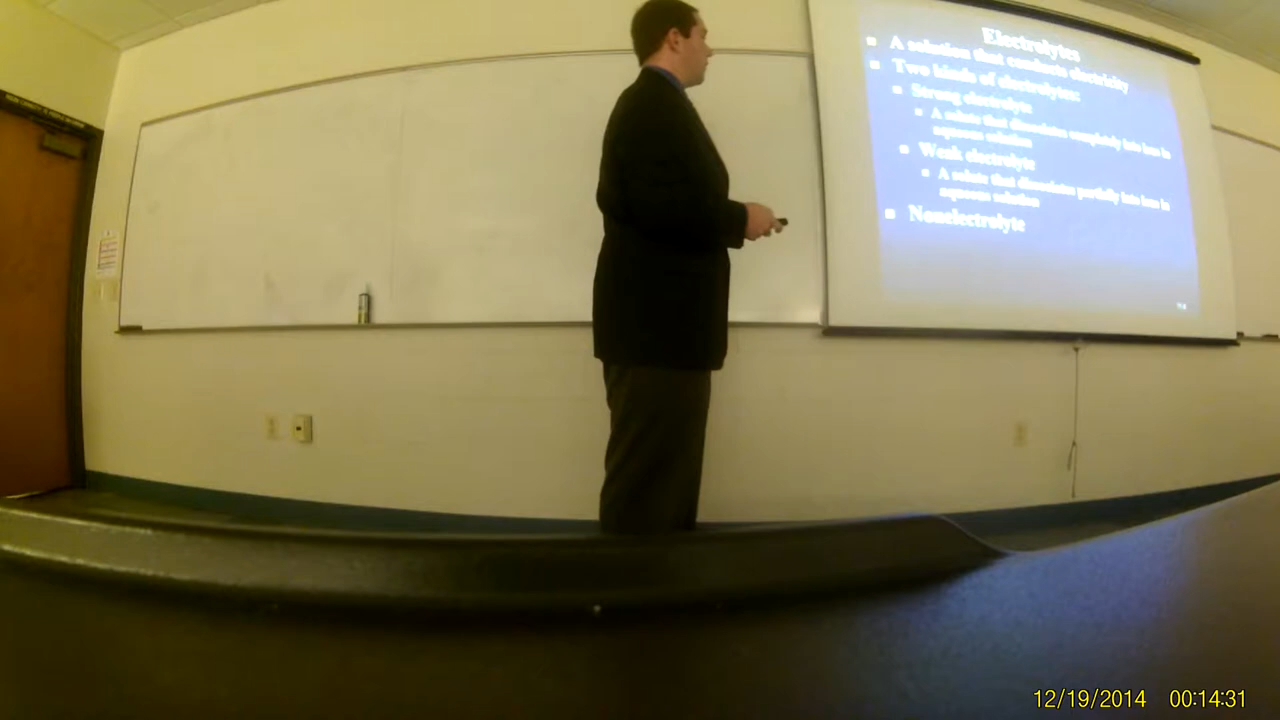 Electrolytes
A solution that conducts electricity
Two kinds of electrolytes:
Strong electrolyte
A solute that dissociates completely into ions in
aqueous solution
Weak electrolyte
A solute that dissociates partially into ions in
aqueous solution
Nonelectrolyte
12/19/2014 00:14:31